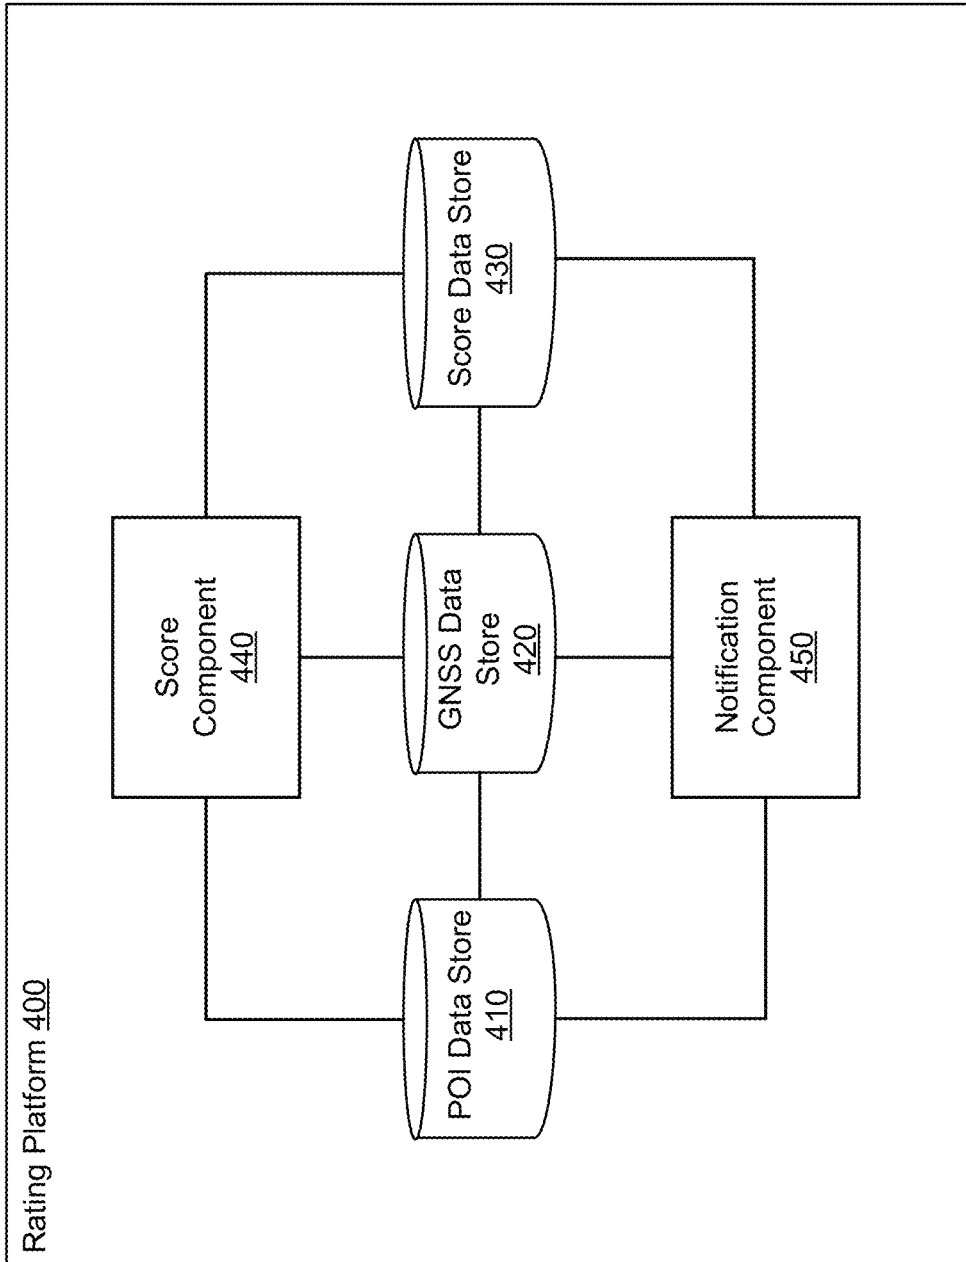 Rating Platform 400
Score
Component
440
POI Data Store
410
GNSS Data
Store
420
Score Data Store
430
Notification
Component
450